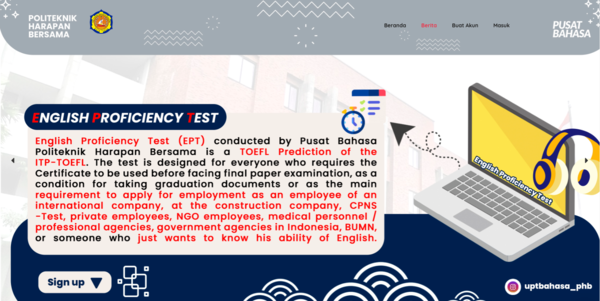 POLITEKNIK
HARAPAN
BERSAMA
Beranda
Berita
Buat Akun
Masuk
PUSAT
BAHASA
ENGLISH PROFICIENCY TEST
English Proficiency Test (EPT) conducted by Pusat Bahasa
Politeknik Harapan Bersama is a TOEFL Prediction of the
ITP-TOEFL. The test is designed for everyone who requires the
Certificate to be used before facing final paper examination, as a
condition for taking graduation documents or as the main
requirement to apply for employment as an employee of an
international company, at the construction company, CPNS
-Test, private employees, NGO employees, medical personnel /
professional agencies, government agencies in Indonesia, BUMN,
or someone who just wants to know his ability of English.
English Proficiency Test
Sign up
uptbahasa_phb